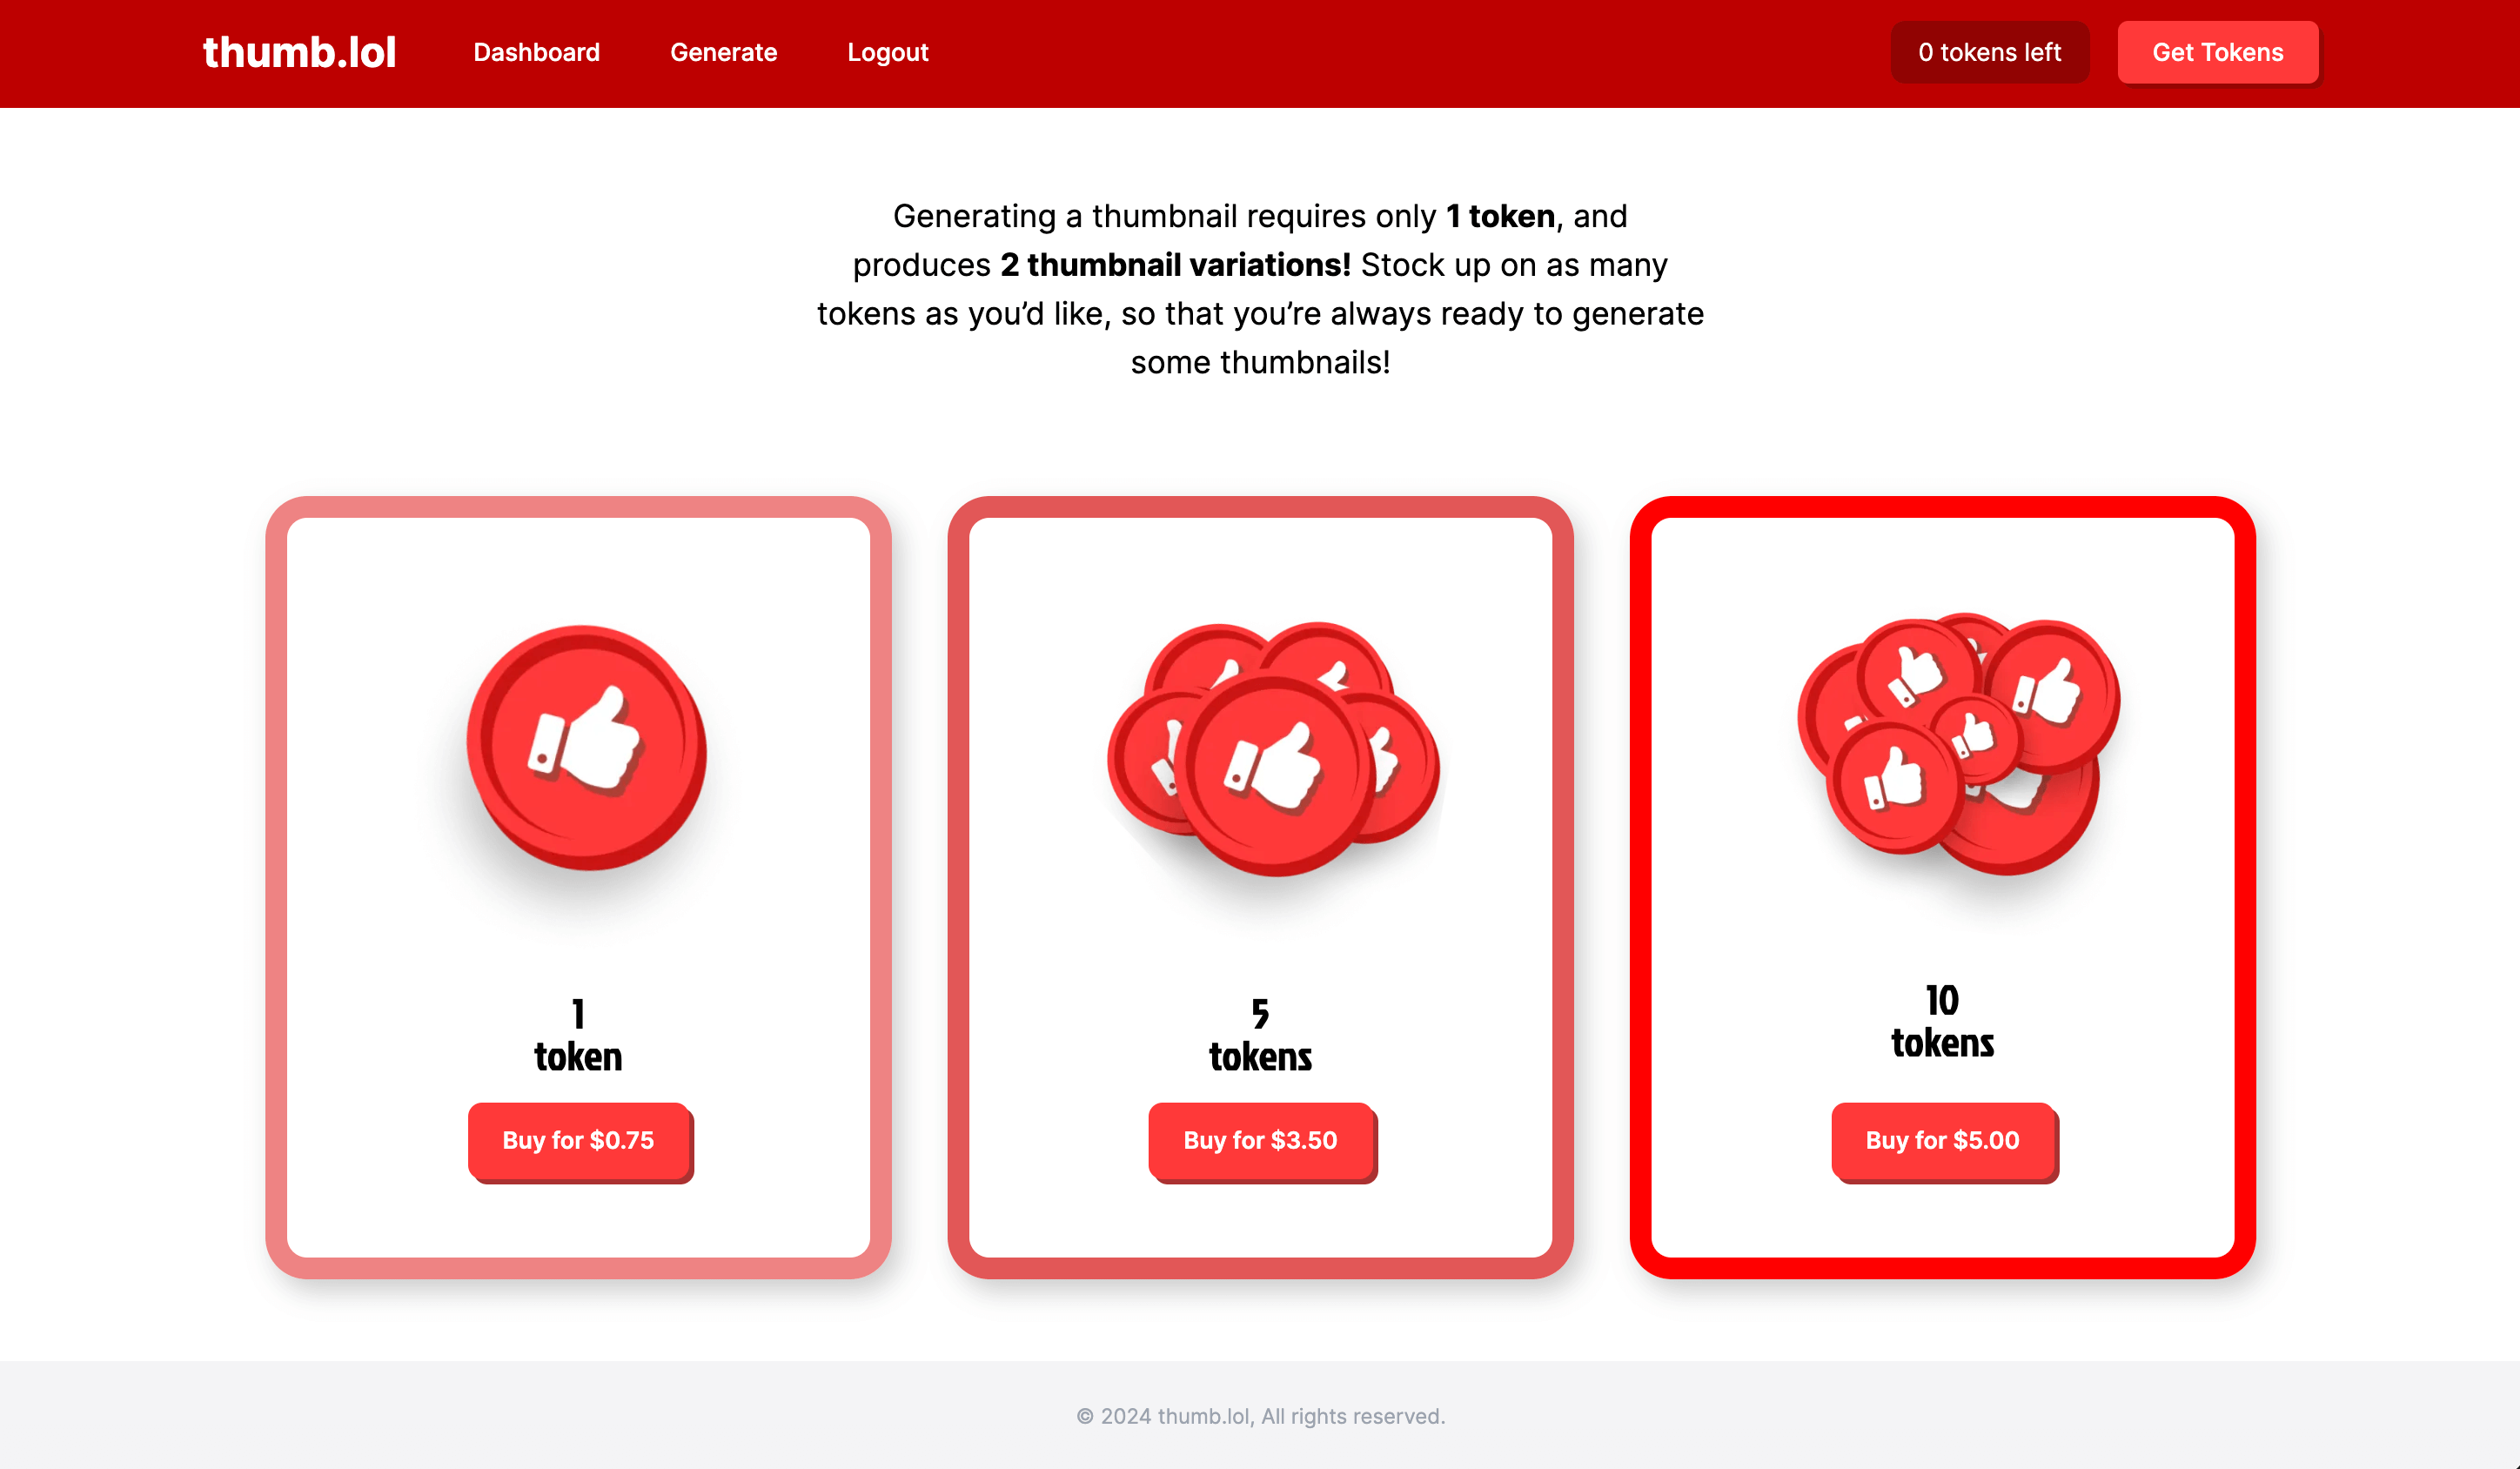 thumb.lol
Dashboard
Generate
Logout
0 tokens left
Get Tokens
Generating a thumbnail requires only 1 token, and
produces 2 thumbnail variations! Stock up on as many
tokens as you’d like, so that you’re always ready to generate
some thumbnails!
1
token
Buy for $0.75
5
tokens
Buy for $3.50
10
tokens
Buy for $5.00
© 2024 thumb.lol, All rights reserved.